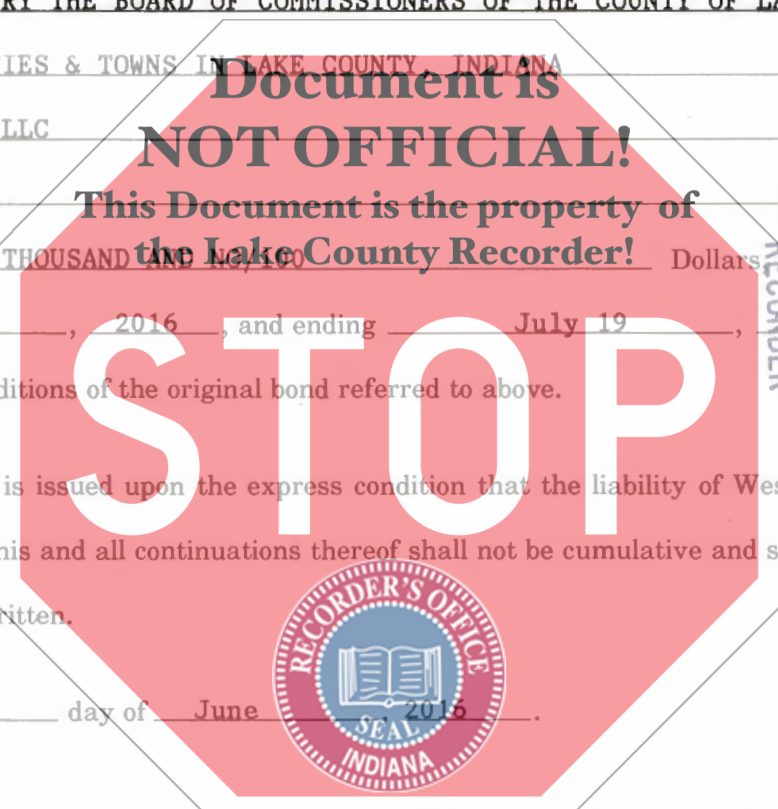 RY THE BOARD OF COMMISSIONERS OF THE COUNTY OF LA
IES & TOWNS IN LAKE COUNTY, INDIANA
Document is
LLC
NOT OFFICIAL!
This Document is the property of
the Lake County Recorder!
THOUSAND AND NO/100 Dollars,
RECORDER
, 2016 , and ending July 19 ,
ditions of the original bond referred to above.
STOP
is issued upon the express condition that the liability of Wes
his and all continuations thereof shall not be cumulative and s
ritten.
RECORDER'S OFFICE
SEAL
INDIANA
day of June , 2016 .